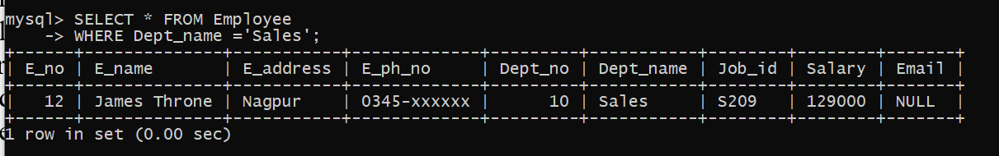 mysql> SELECT * FROM Employee
    -> WHERE Dept_name ='Sales';
+------+--------------+-----------+-------------+---------+-----------+--------+--------+-------+
| E_no | E_name       | E_address | E_ph_no     | Dept_no | Dept_name | Job_id | Salary | Email |
+------+--------------+-----------+-------------+---------+-----------+--------+--------+-------+
|   12 | James Throne | Nagpur    | 0345-xxxxxx |      10 | Sales     | S209   | 129000 | NULL  |
+------+--------------+-----------+-------------+---------+-----------+--------+--------+-------+
1 row in set (0.00 sec)